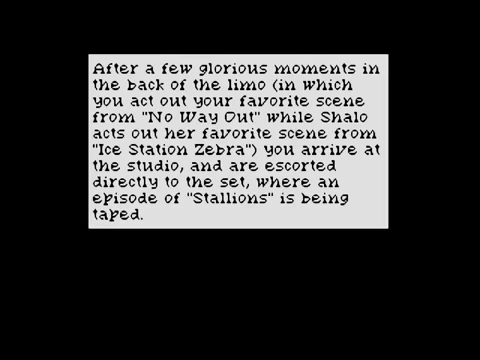 After a few glorious moments in
the back of the limo (in which
you act out your favorite scene
from "No Way Out" while Shalo
acts out her favorite scene from
"Ice Station Zebra") you arrive at
the studio, and are escorted
directly to the set, where an
episode of "Stallions" is being
taped.